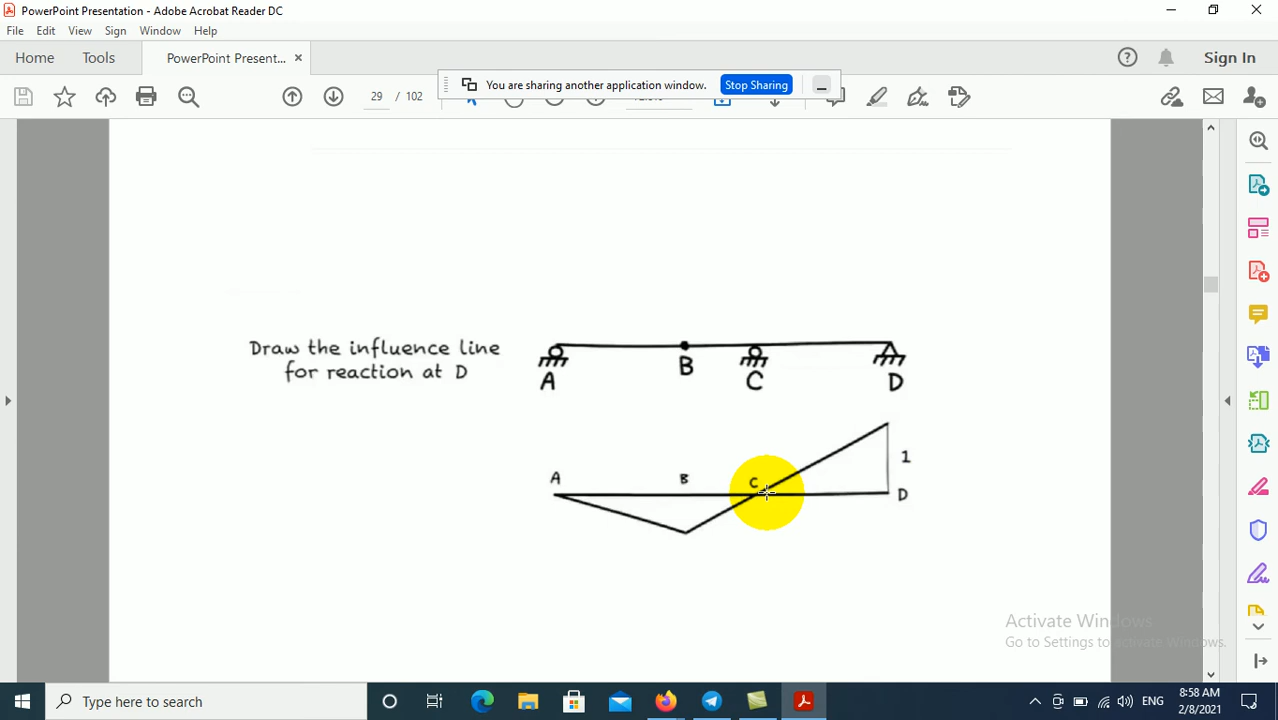 PowerPoint Presentation - Adobe Acrobat Reader DC
File Edit View Sign Window Help
Home Tools PowerPoint Present... × Sign In
You are sharing another application window. Stop Sharing
29 / 102
Draw the influence line
for reaction at D
A B C D
A B C 1
D
Activate Windows
Go to Settings to activate Windows.
Type here to search
ENG
8:58 AM
2/8/2021